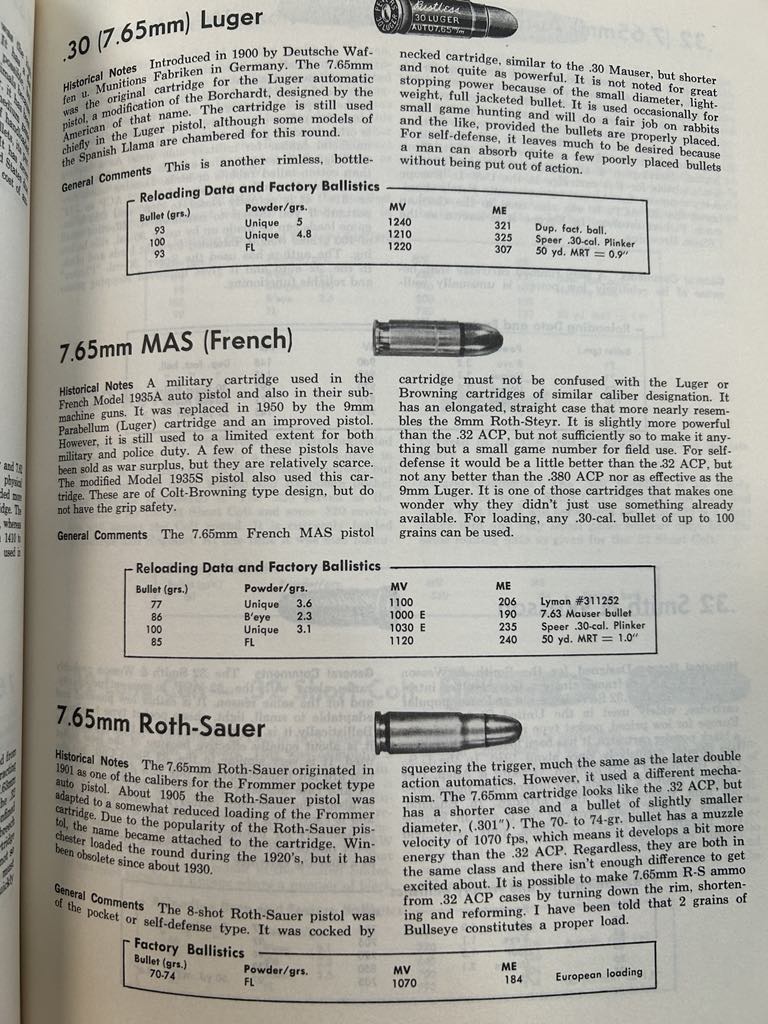 .30 (7.65mm) Luger
30 LUGER
Historical Notes Introduced in 1900 by Deutsche Waf-
fen u. Munitions Fabriken in Germany. The 7.65mm
was the original cartridge for the Luger automatic
pistol, a modification of the Borchardt, designed by the
American of that name. The cartridge is still used
chiefly in the Luger pistol, although some models of
the Spanish Llama are chambered for this round.
General Comments This is another rimless, bottle-
necked cartridge, similar to the .30 Mauser, but shorter
and not quite as powerful. It is not noted for great
stopping power because of the small diameter, light-
weight, full jacketed bullet. It is used occasionally for
small game hunting and will do a fair job on rabbits
and the like, provided the bullets are properly placed.
For self-defense, it leaves much to be desired because
a man can absorb quite a few poorly placed bullets
without being put out of action.
Reloading Data and Factory Ballistics
Bullet (grs.) Powder/grs. MV ME
93 Unique 5 1240 321 Dup. fact. ball.
100 Unique 4.8 1210 325 Speer .30-cal. Plinker
93 FL 1220 307 50 yd. MRT = 0.9"
7.65mm MAS (French)
Historical Notes A military cartridge used in the
French Model 1935A auto pistol and also in their sub-
machine guns. It was replaced in 1950 by the 9mm
Parabellum (Luger) cartridge and an improved pistol.
However, it is still used to a limited extent for both
military and police duty. A few of these pistols have
been sold as war surplus, but they are relatively scarce.
The modified Model 1935S pistol also used this car-
tridge. These are of Colt-Browning type design, but do
not have the grip safety.
General Comments The 7.65mm French MAS pistol
cartridge must not be confused with the Luger or
Browning cartridges of similar caliber designation. It
has an elongated, straight case that more nearly resem-
bles the 8mm Roth-Steyr. It is slightly more powerful
than the .32 ACP, but not sufficiently so to make it any-
thing but a small game number for field use. For self-
defense it would be a little better than the .32 ACP, but
not any better than the .380 ACP nor as effective as the
9mm Luger. It is one of those cartridges that makes one
wonder why they didn't just use something already
available. For loading, any .30-cal. bullet of up to 100
grains can be used.
Reloading Data and Factory Ballistics
Bullet (grs.) Powder/grs. MV ME
77 Unique 3.6 1100 206 Lyman #311252
86 B'eye 2.3 1000 E 190 7.63 Mauser bullet
100 Unique 3.1 1030 E 235 Speer .30-cal. Plinker
85 FL 1120 240 50 yd. MRT = 1.0"
7.65mm Roth-Sauer
Historical Notes The 7.65mm Roth-Sauer originated in
1901 as one of the calibers for the Frommer pocket type
auto pistol. About 1905 the Roth-Sauer pistol was
adapted to a somewhat reduced loading of the Frommer
cartridge. Due to the popularity of the Roth-Sauer pis-
tol, the name became attached to the cartridge. Win-
chester loaded the round during the 1920's, but it has
been obsolete since about 1930.
General Comments The 8-shot Roth-Sauer pistol was
of the pocket or self-defense type. It was cocked by
squeezing the trigger, much the same as the later double
action automatics. However, it used a different mecha-
nism. The 7.65mm cartridge looks like the .32 ACP, but
has a shorter case and a bullet of slightly smaller
diameter, (.301"). The 70- to 74-gr. bullet has a muzzle
velocity of 1070 fps, which means it develops a bit more
energy than the .32 ACP. Regardless, they are both in
the same class and there isn't enough difference to get
excited about. It is possible to make 7.65mm R-S ammo
from .32 ACP cases by turning down the rim, shorten-
ing and reforming. I have been told that 2 grains of
Bullseye constitutes a proper load.
Factory Ballistics
Bullet (grs.) Powder/grs. MV ME
70-74 FL 1070 184 European loading